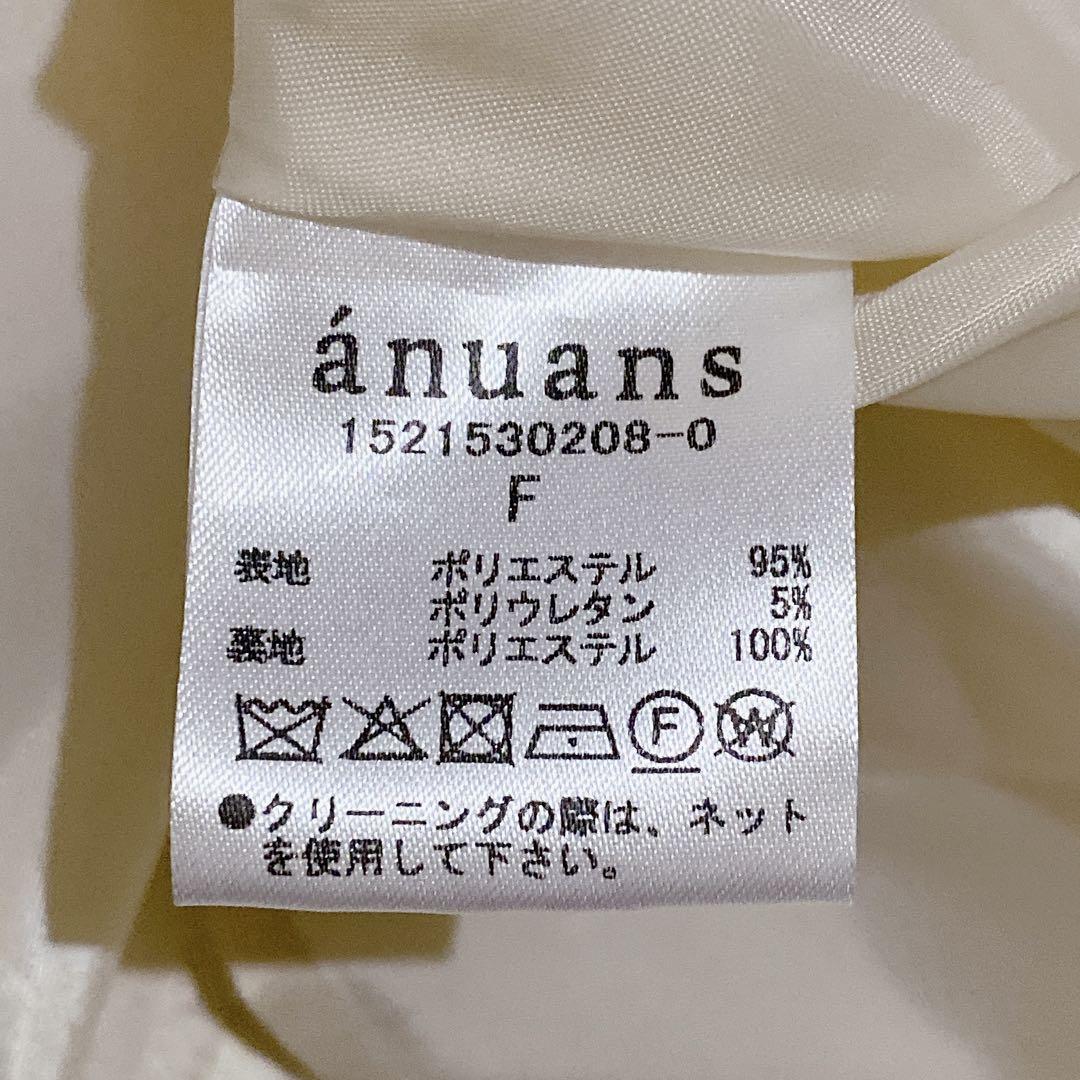 ánuans
1521530208-0
F
表地 ポリエステル 95%
ポリウレタン 5%
裏地 ポリエステル 100%
F W
●クリーニングの際は、ネット
を使用して下さい。